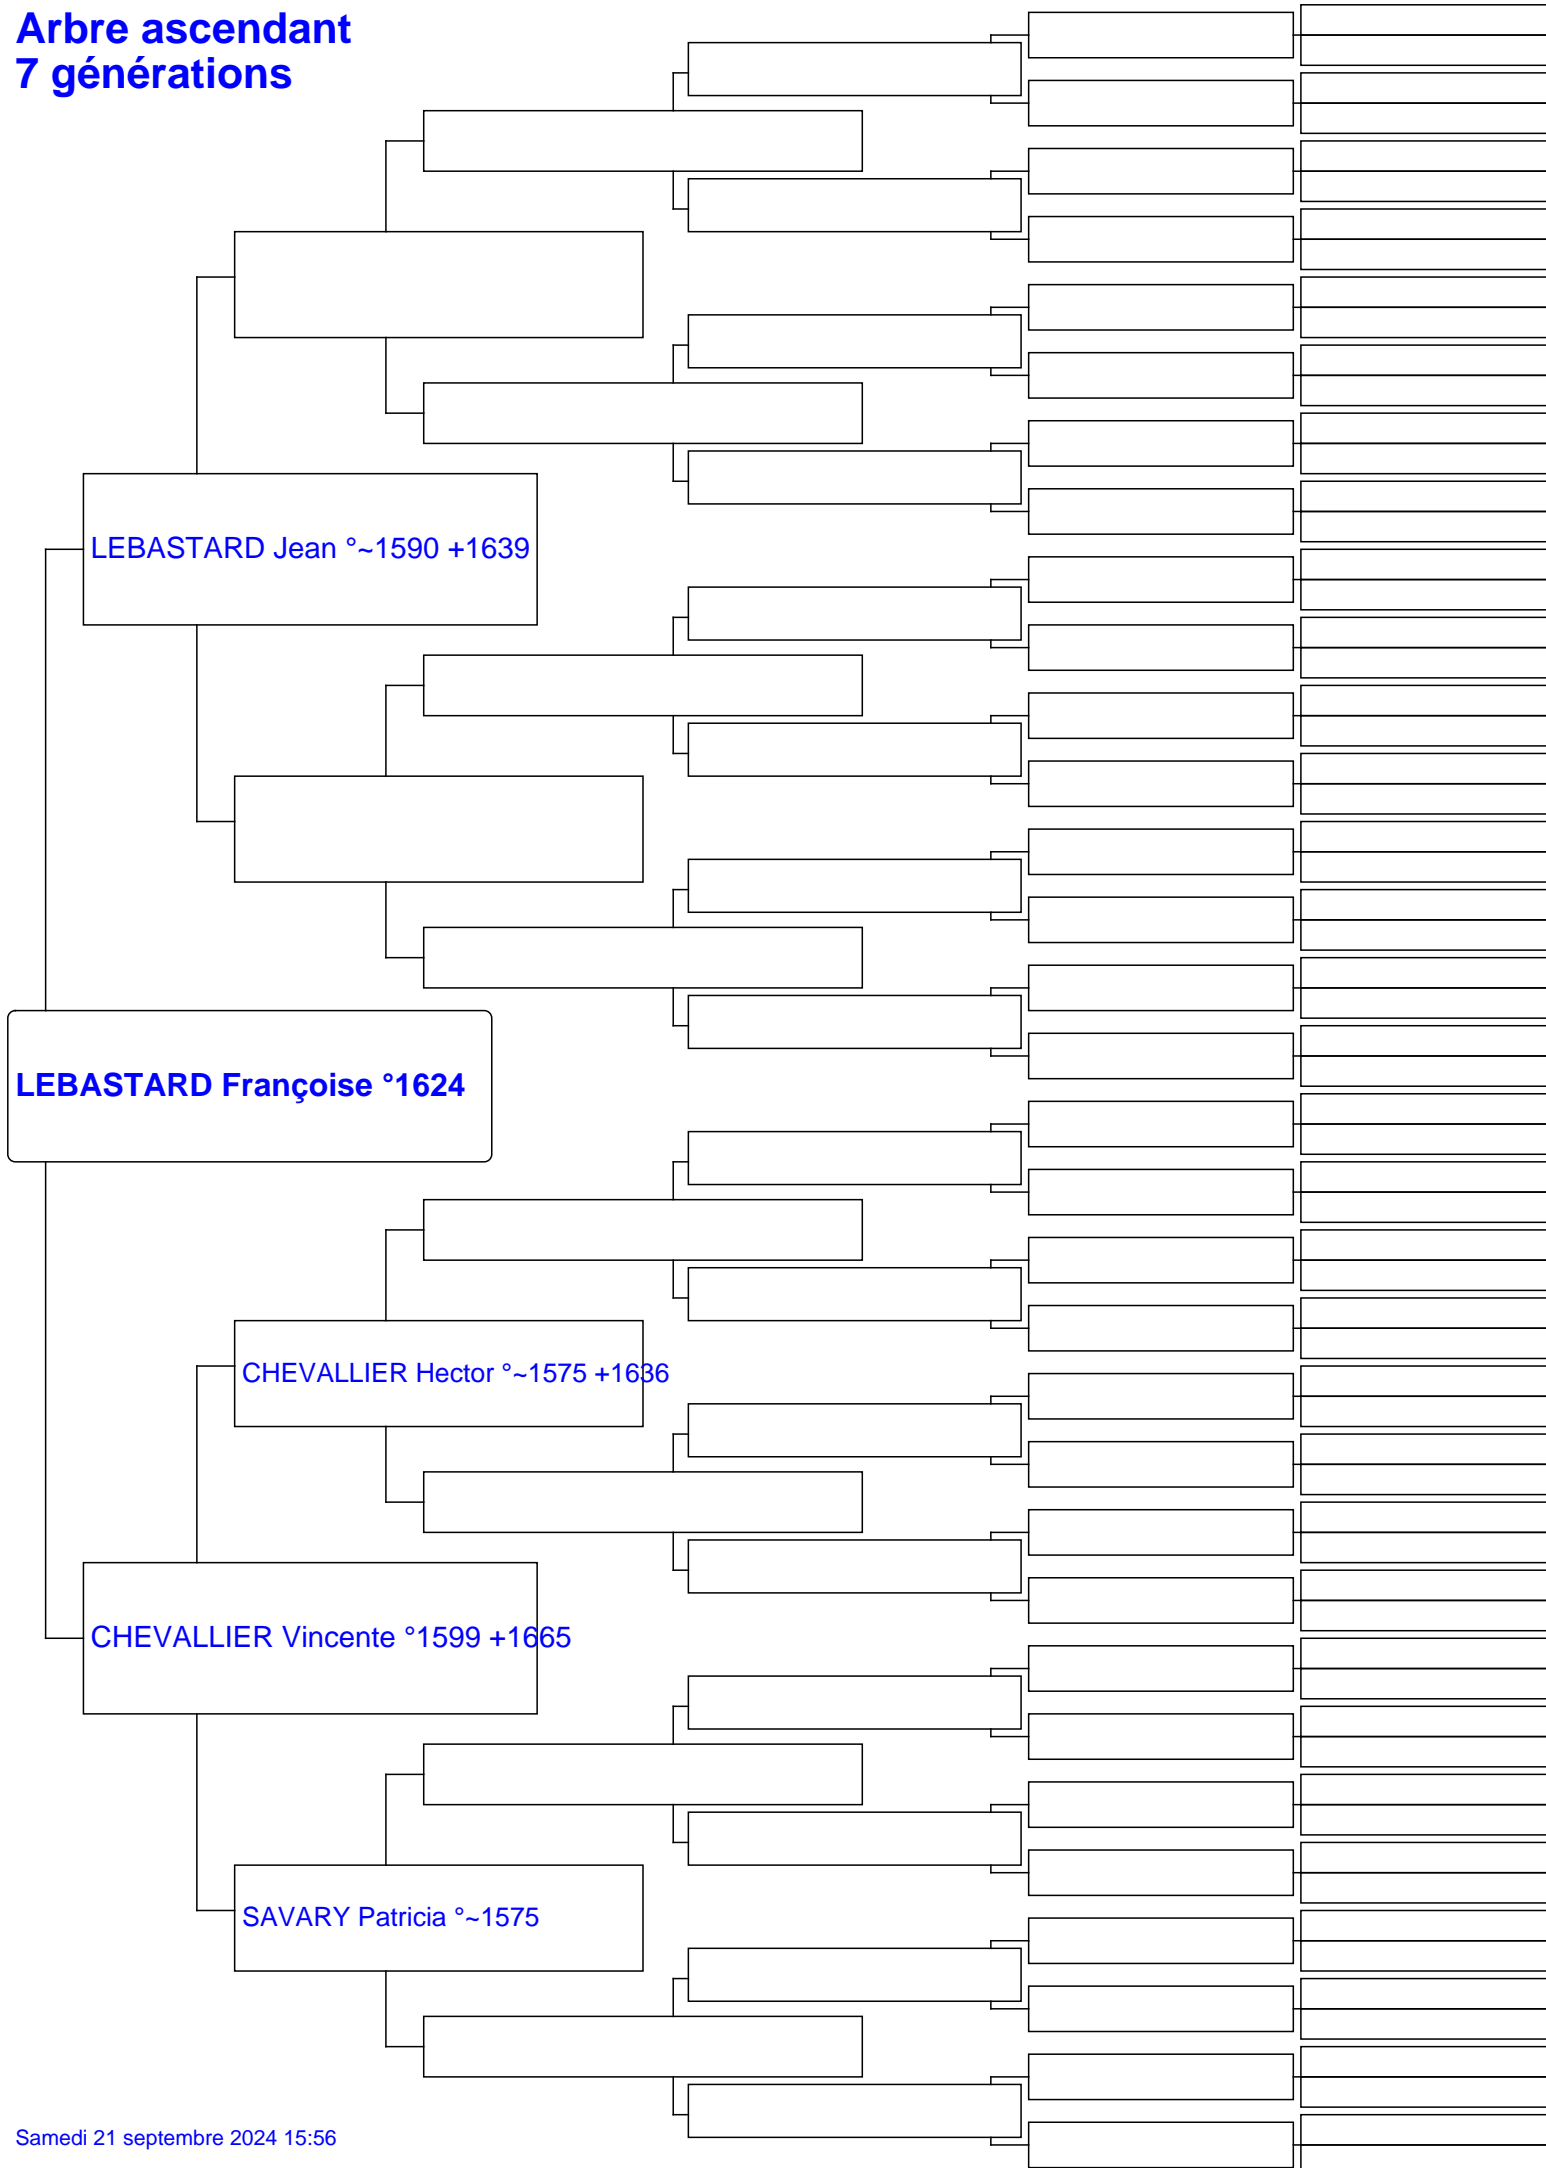 Arbre ascendant
7 générations
LEBASTARD Jean °~1590 +1639
LEBASTARD Françoise °1624
CHEVALLIER Hector °~1575 +1636
CHEVALLIER Vincente °1599 +1665
SAVARY Patricia °~1575
Samedi 21 septembre 2024 15:56